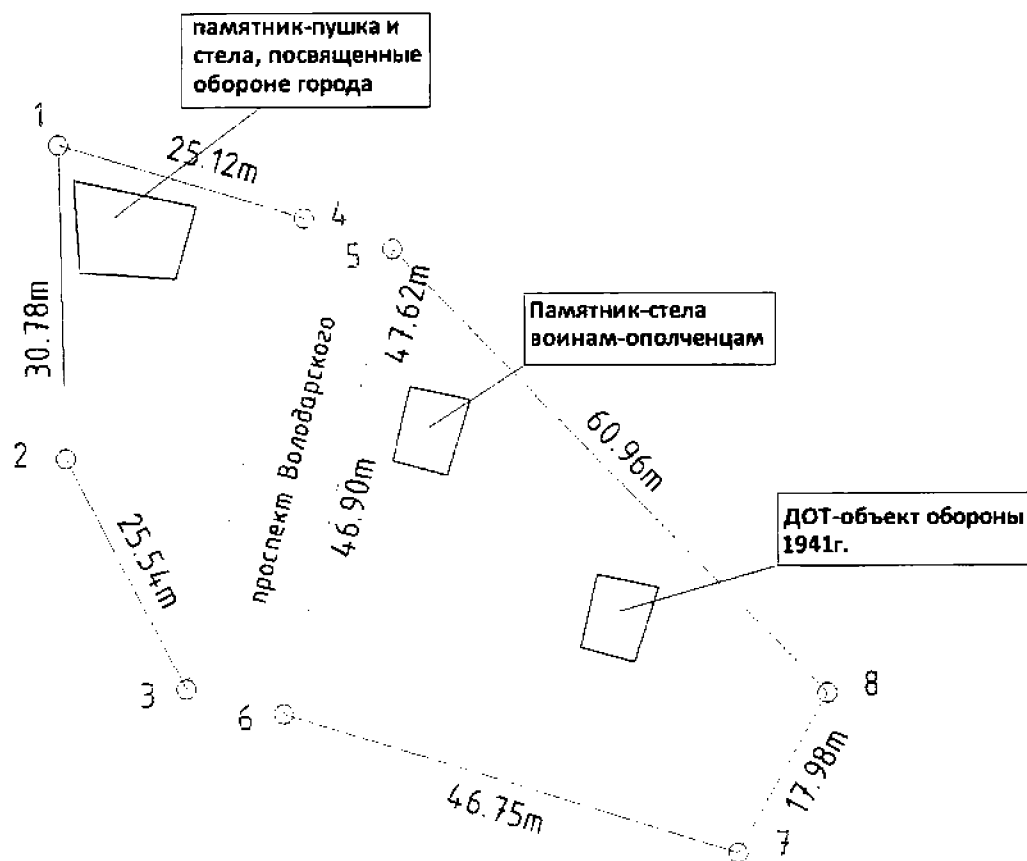 памятник-пушка и
стела, посвященные
обороне города
1
25.12m
4
5
30.78m
47.62m
Памятник-стела
воинам-ополченцам
проспект Володарского
60.96m
2
46.90m
25.54m
ДОТ-объект обороны
1941г.
3
6
8
46.75m
17.98m
7